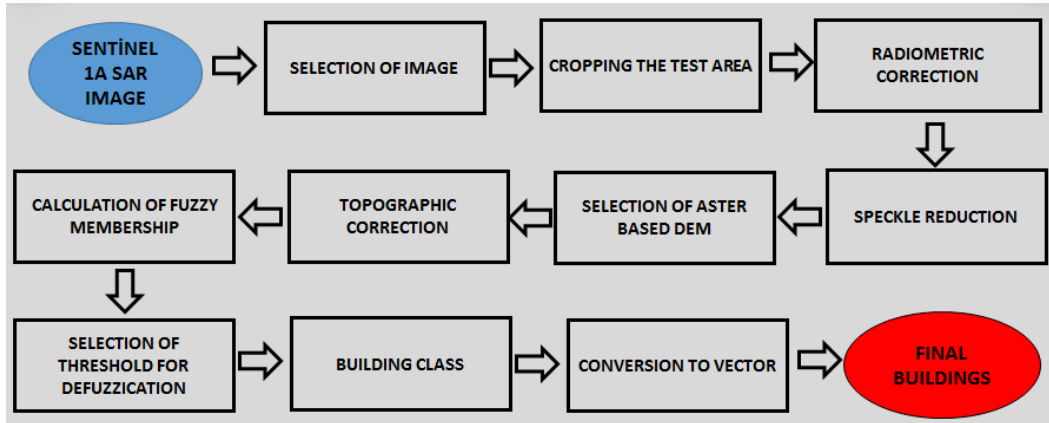 SENTİNEL
1A SAR
IMAGE
SELECTION OF IMAGE
CROPPING THE TEST AREA
RADIOMETRIC
CORRECTION
SPECKLE REDUCTION
SELECTION OF ASTER
BASED DEM
TOPOGRAPHIC
CORRECTION
CALCULATION OF FUZZY
MEMBERSHIP
SELECTION OF
THRESHOLD FOR
DEFUZZICATION
BUILDING CLASS
CONVERSION TO VECTOR
FINAL
BUILDINGS